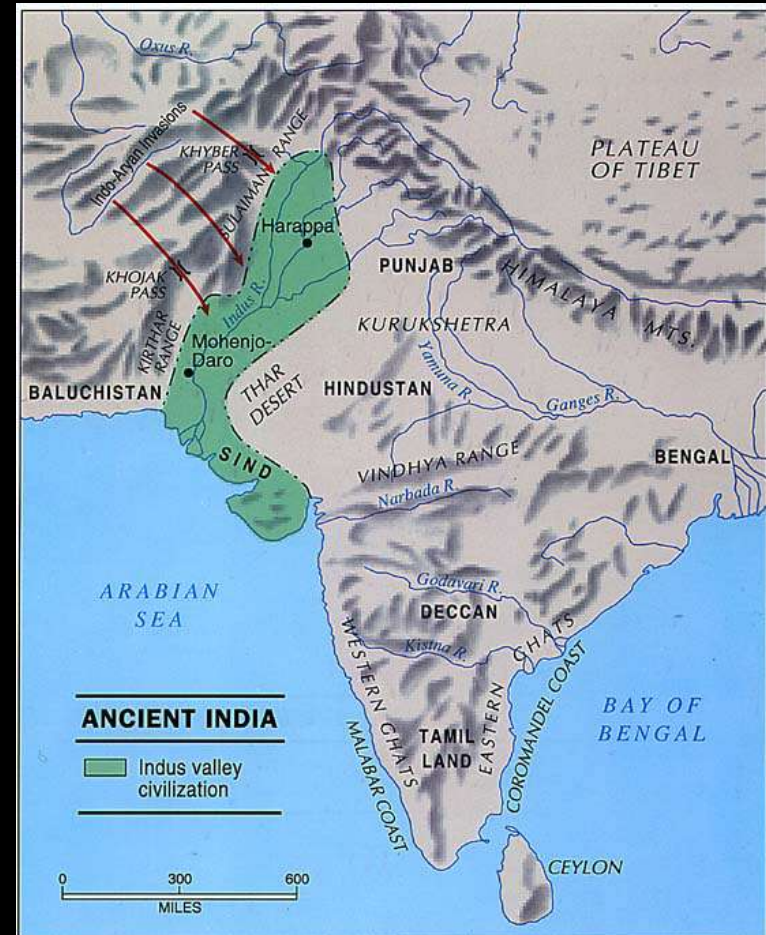 Oxus R.
Indo-Aryan Invasions
KHYBER
PASS
SULAIMAN RANGE
PLATEAU
OF TIBET
Harappa
PUNJAB
HIMALAYA MTS.
KHOJAK
PASS
Indus R.
KURUKSHETRA
KIRTHAR
RANGE
Mohenjo-
Daro
THAR
DESERT
Yamuna R.
HINDUSTAN
Ganges R.
BALUCHISTAN
SIND
VINDHYA RANGE
BENGAL
Narbada R.
ARABIAN
SEA
Godavari R.
DECCAN
Kistna R.
WESTERN GHATS
EASTERN GHATS
COROMANDEL COAST
BAY OF
BENGAL
MALABAR COAST
TAMIL
LAND
CEYLON
ANCIENT INDIA
Indus valley
civilization
0 300 600
MILES